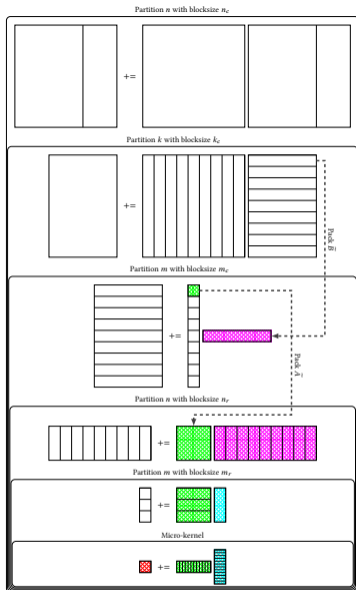 Partition n with blocksize n_c
+=
Partition k with blocksize k_c
+=
Pack B̃
Partition m with blocksize m_c
+=
Pack Ã
Partition n with blocksize n_r
+=
Partition m with blocksize m_r
+=
Micro-kernel
+=